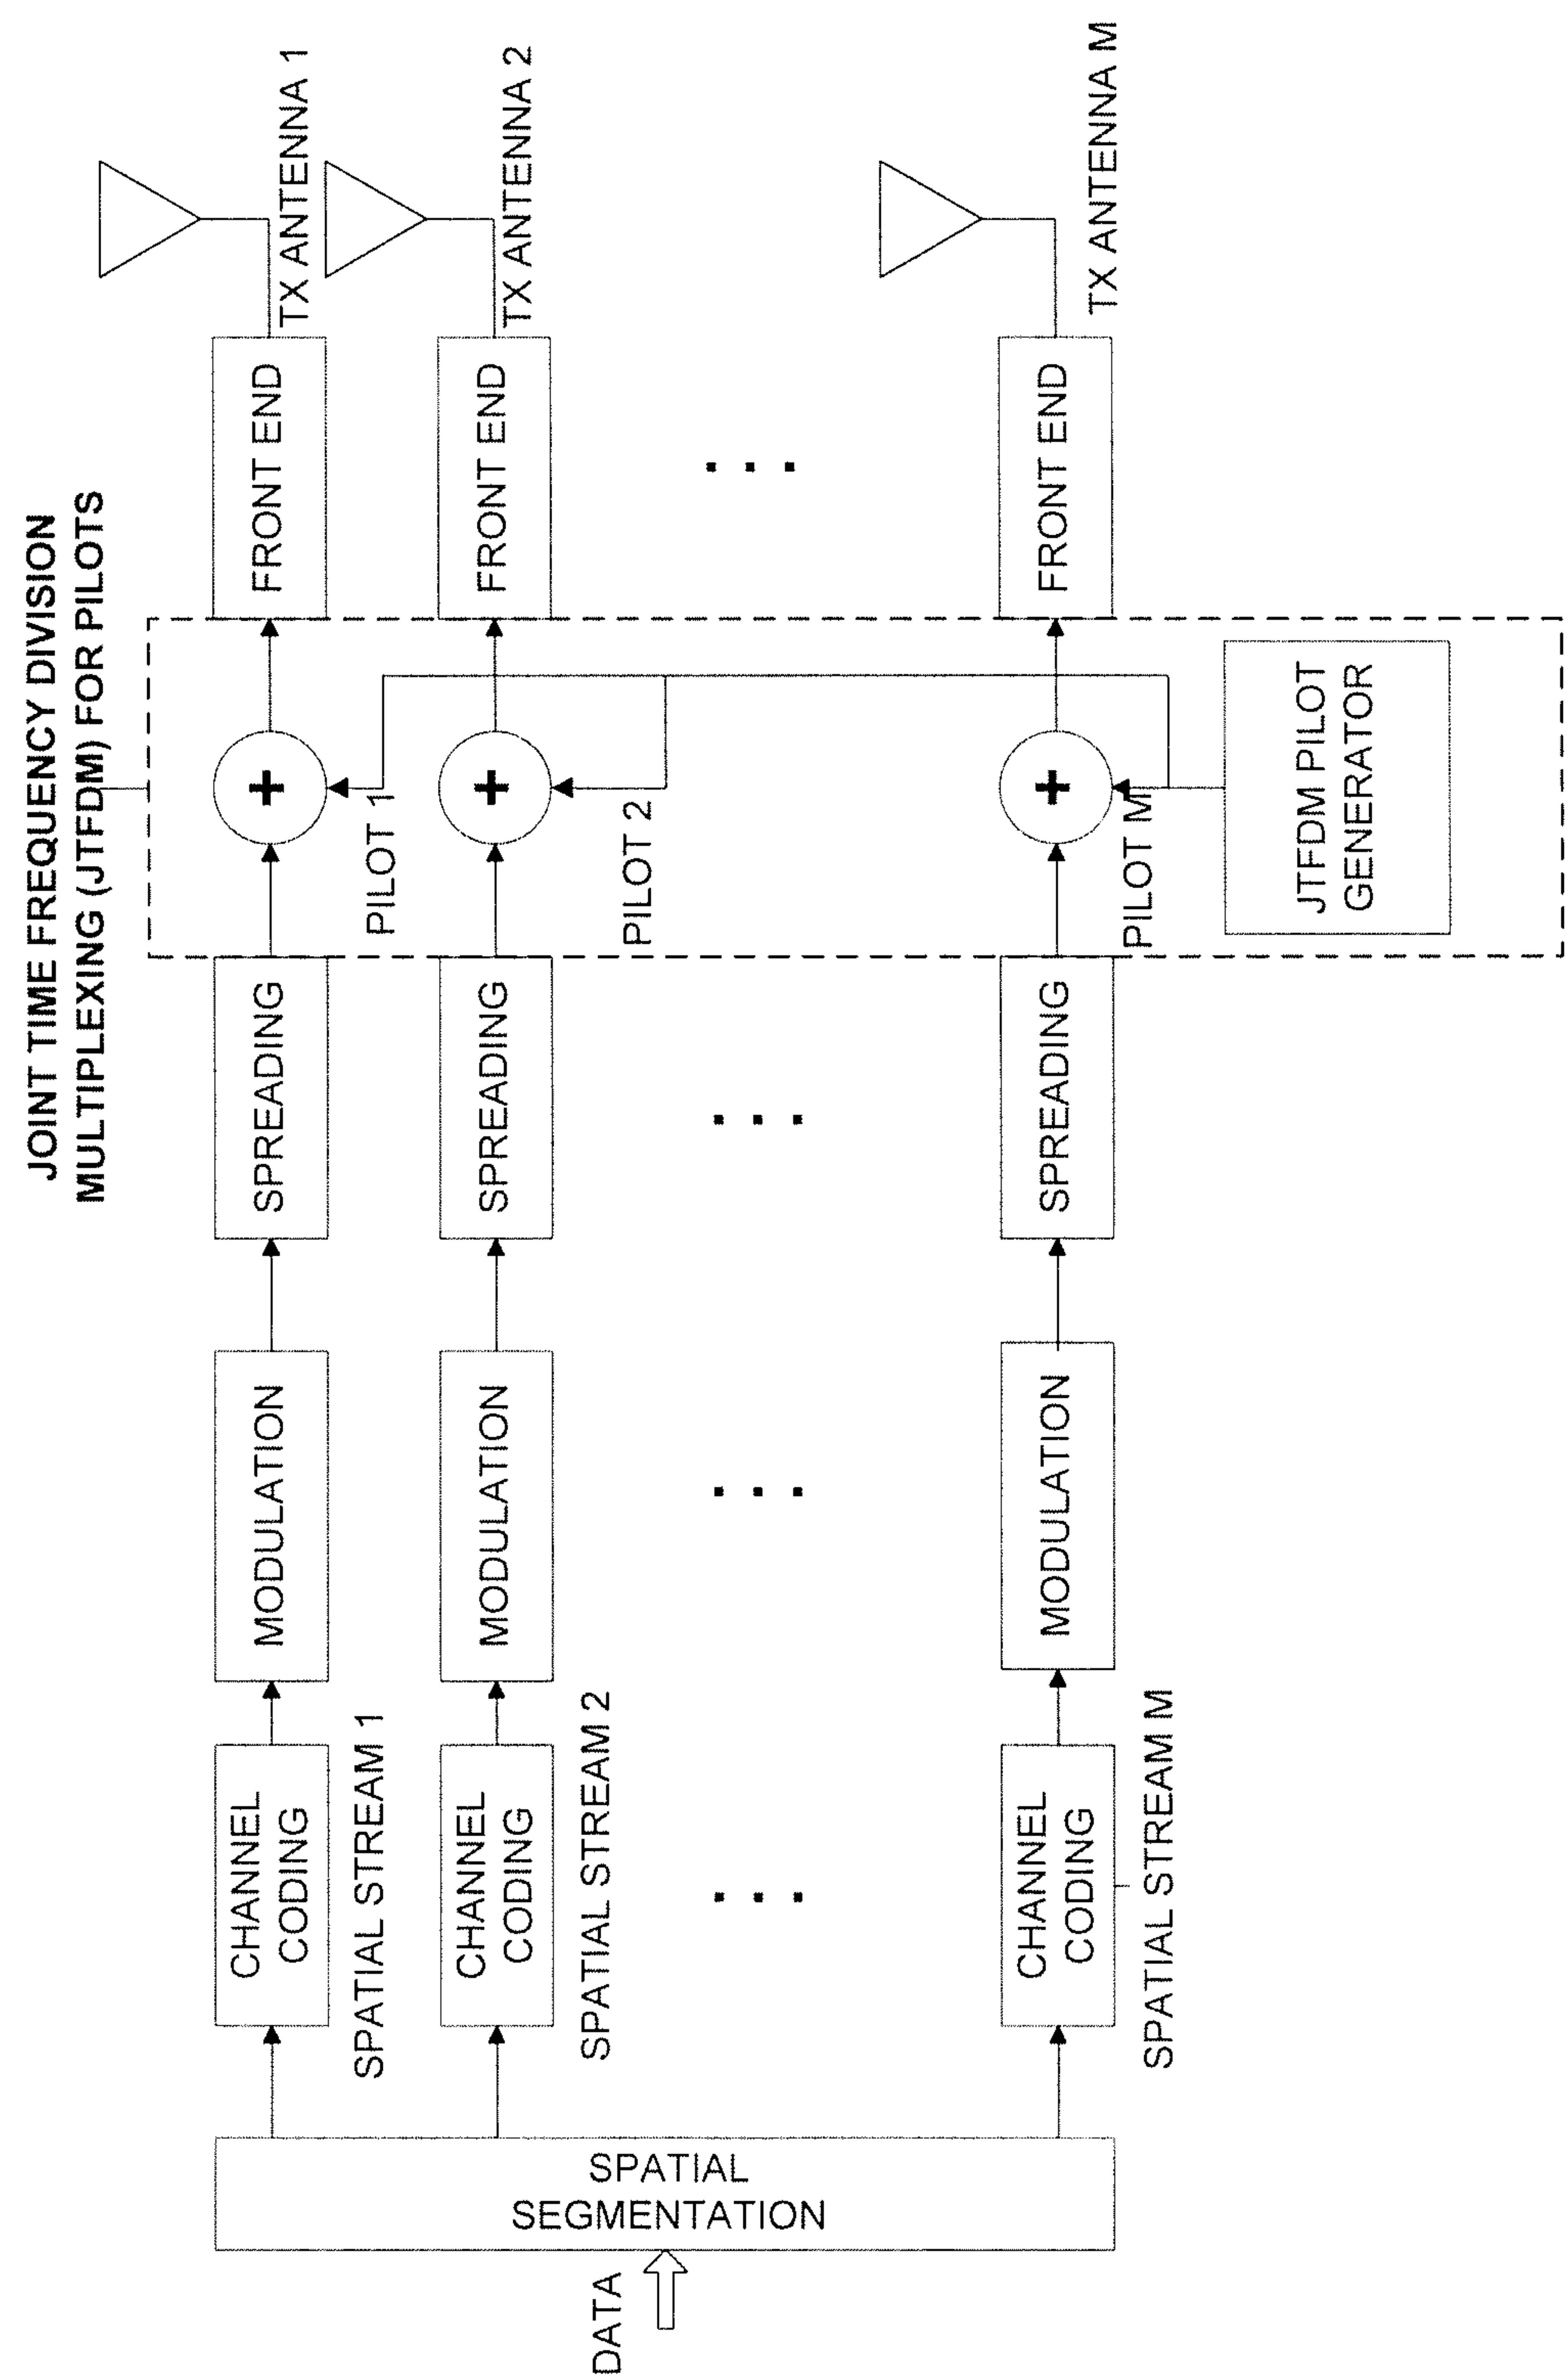 JOINT TIME FREQUENCY DIVISION
MULTIPLEXING (JTFDM) FOR PILOTS
DATA
SPATIAL
SEGMENTATION
CHANNEL
CODING
SPATIAL STREAM 1
MODULATION
SPREADING
+
PILOT 1
FRONT END
TX ANTENNA 1
CHANNEL
CODING
SPATIAL STREAM 2
MODULATION
SPREADING
+
PILOT 2
FRONT END
TX ANTENNA 2
CHANNEL
CODING
SPATIAL STREAM M
MODULATION
SPREADING
+
PILOT M
FRONT END
TX ANTENNA M
JTFDM PILOT
GENERATOR